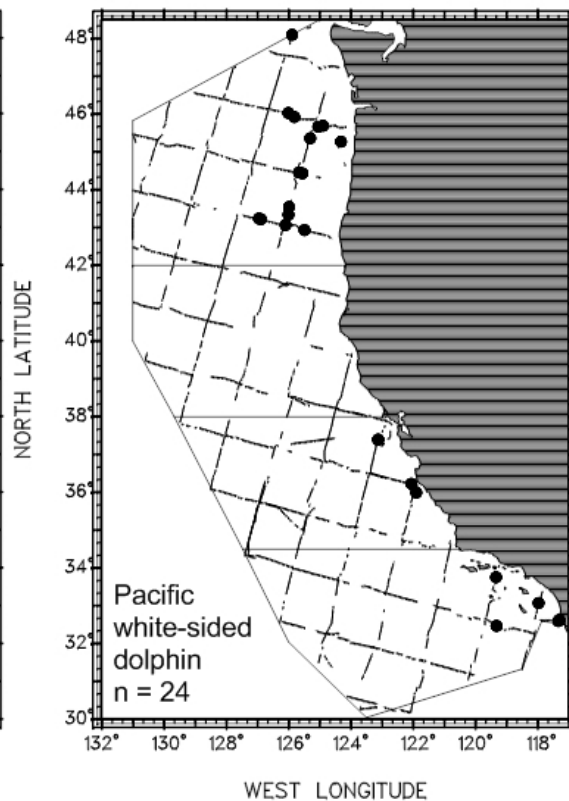 48°
46°
44°
42°
40°
38°
36°
34°
32°
30°
NORTH LATITUDE
Pacific
white-sided
dolphin
n = 24
132° 130° 128° 126° 124° 122° 120° 118°
WEST LONGITUDE